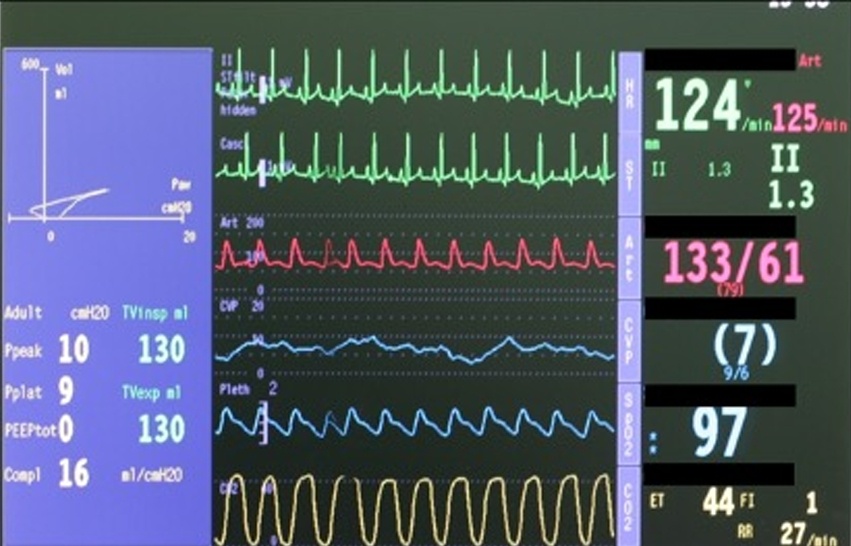 600 Vol
ml
Paw
cmH2O
0 20
Adult cmH2O TVinsp ml
Ppeak 10 130
Pplat 9 TVexp ml
PEEPtot 0 130
Compl 16 ml/cmH2O
II
hidden
Art 200
0
CVP 20
0
Pleth 2
0
HR
ST
Art
CVP
SpO2
CO2
Art
124 /min 125 /min
mm
II 1.3 II
1.3
133/61
(79)
(7)
9/6
97
ET 44 FI 1
RR 27/min